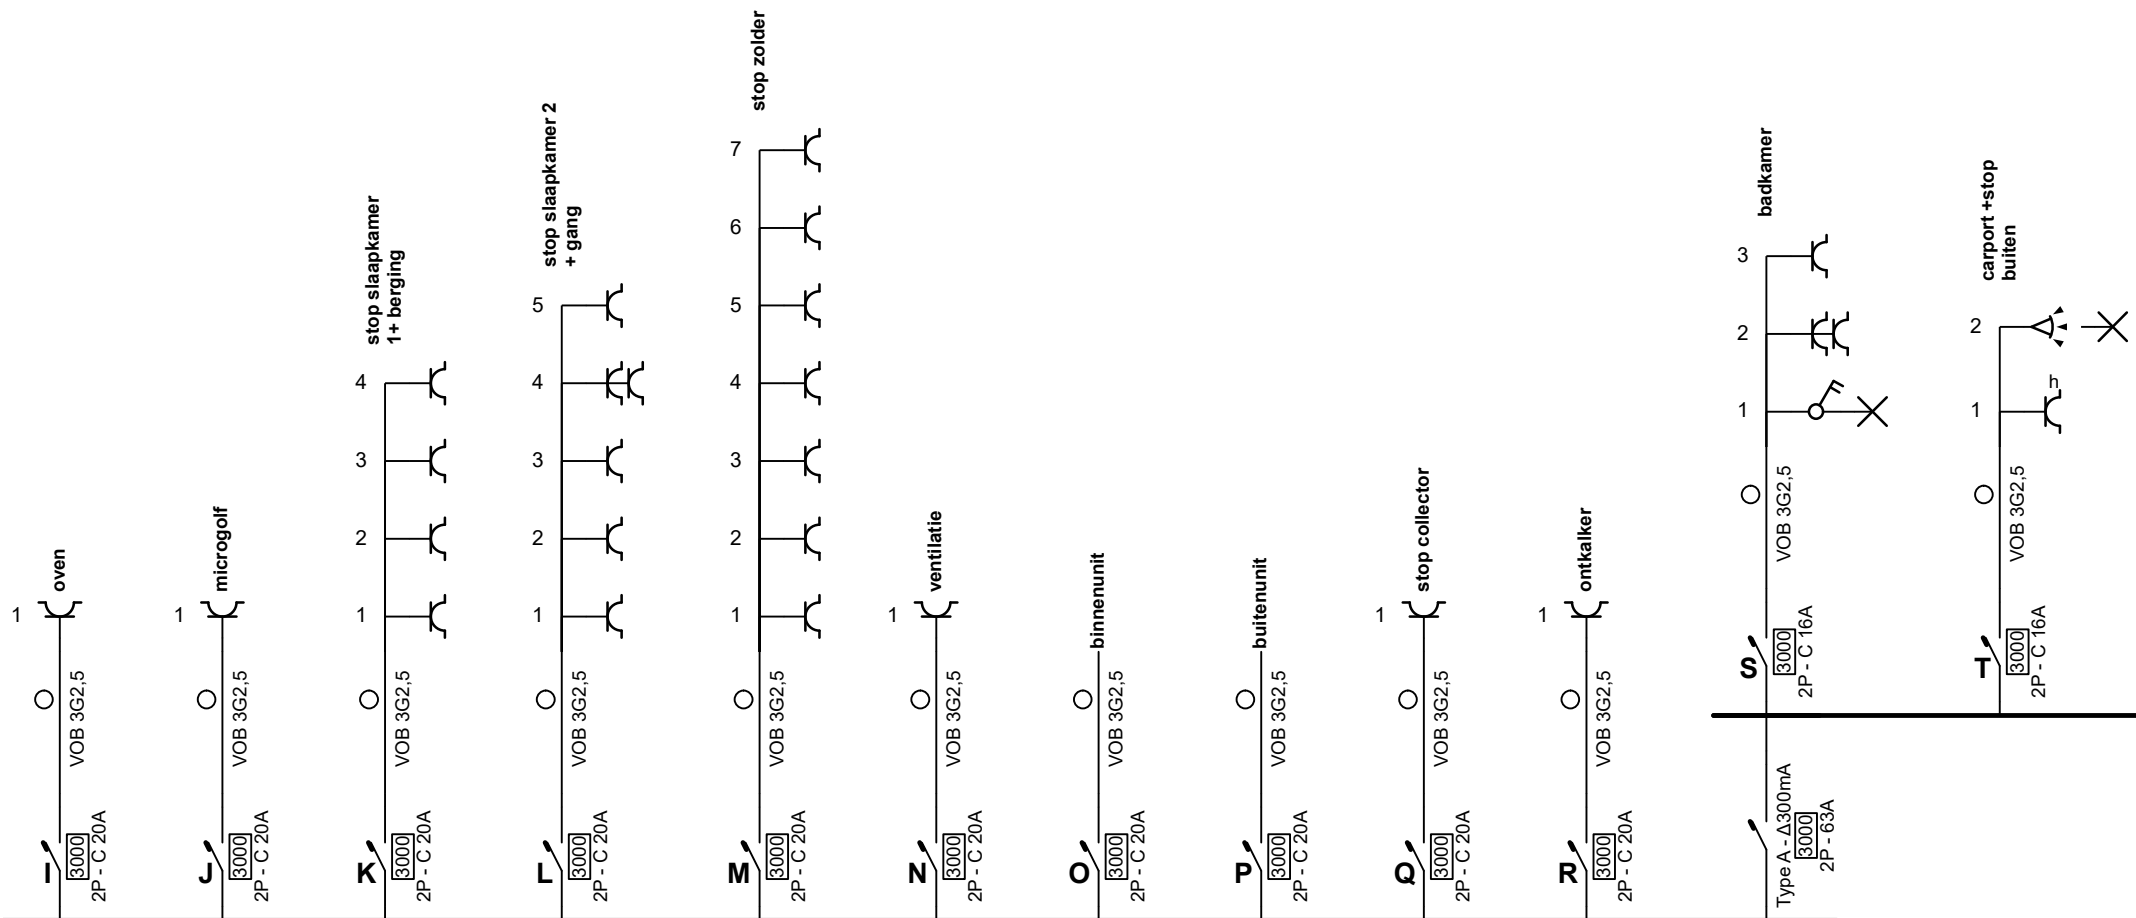 oven
1
VOB 3G2,5
I
3000
2P - C 20A
microgolf
1
VOB 3G2,5
J
3000
2P - C 20A
stop slaapkamer
1+ berging
4
3
2
1
VOB 3G2,5
K
3000
2P - C 20A
stop slaapkamer 2
+ gang
5
4
3
2
1
VOB 3G2,5
L
3000
2P - C 20A
stop zolder
7
6
5
4
3
2
1
VOB 3G2,5
M
3000
2P - C 20A
ventilatie
1
VOB 3G2,5
N
3000
2P - C 20A
binnenunit
VOB 3G2,5
O
3000
2P - C 20A
buitenunit
VOB 3G2,5
P
3000
2P - C 20A
stop collector
1
VOB 3G2,5
Q
3000
2P - C 20A
ontkalker
1
VOB 3G2,5
R
3000
2P - C 20A
badkamer
3
2
1
VOB 3G2,5
S
3000
2P - C 16A
Type A - Δ300mA
3000
2P - 63A
carport +stop
buiten
2
h
1
VOB 3G2,5
T
3000
2P - C 16A